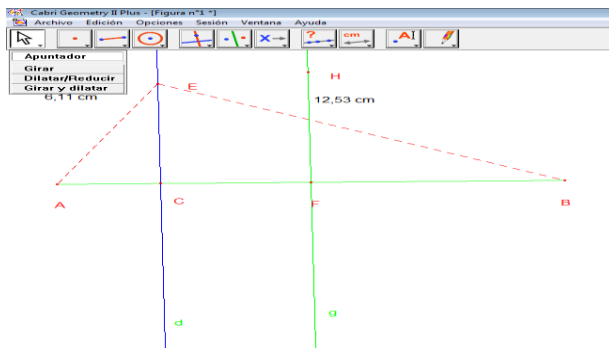 Cabri Geometry II Plus - [Figura nº1 *]
Archivo Edición Opciones Sesión Ventana Ayuda
? cm A
Apuntador
Girar
Dilatar/Reducir
Girar y dilatar
6,11 cm
E
H
12,53 cm
A
C
F
B
d
g